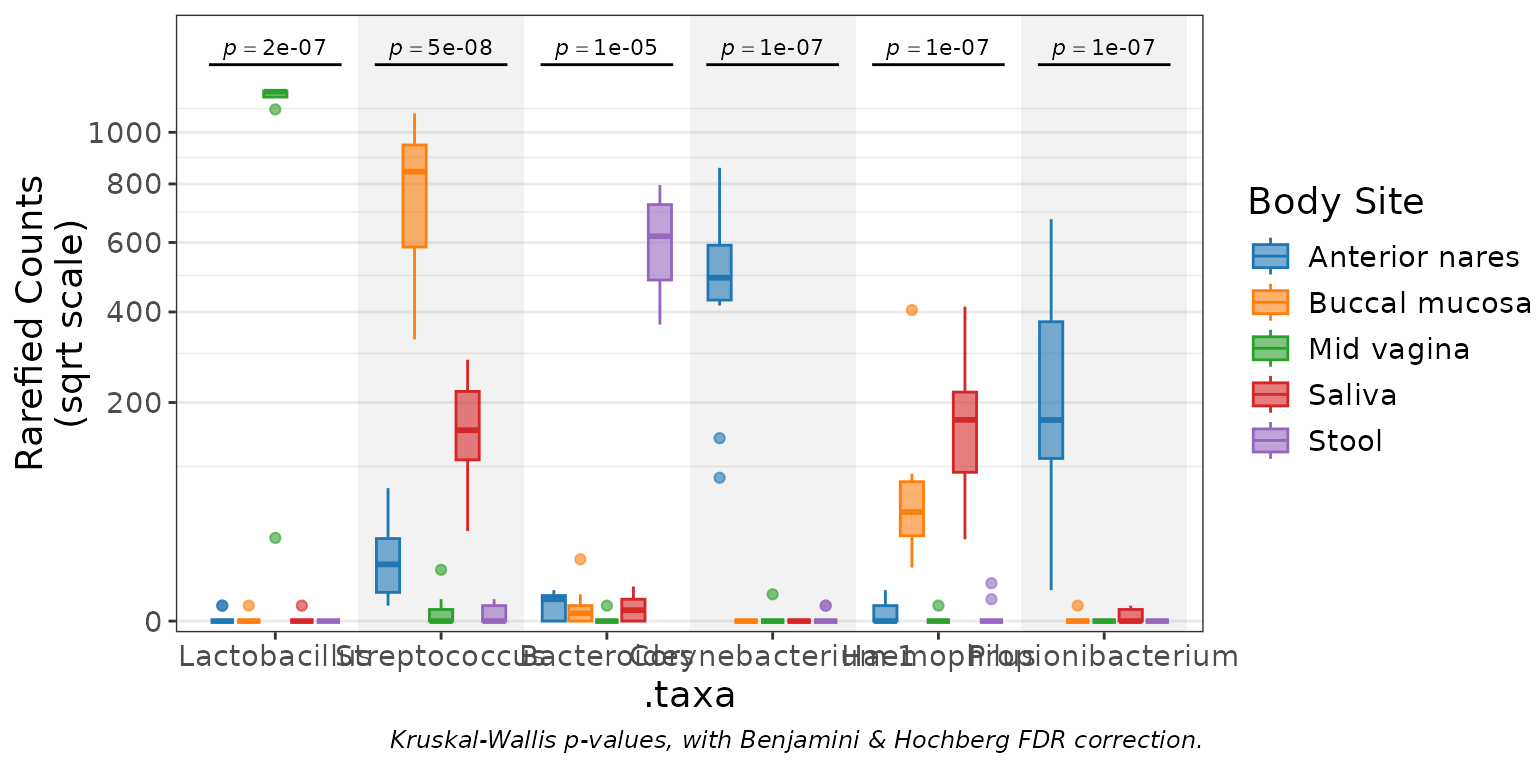 p = 2e-07
p = 5e-08
p = 1e-05
p = 1e-07
p = 1e-07
p = 1e-07
1000
800
600
400
200
0
Rarefied Counts
(sqrt scale)
Lactobacillus
Streptococcus
Bacteroides
Corynebacterium.1
Haemophilus
Propionibacterium
.taxa
Kruskal-Wallis p-values, with Benjamini & Hochberg FDR correction.
Body Site
Anterior nares
Buccal mucosa
Mid vagina
Saliva
Stool